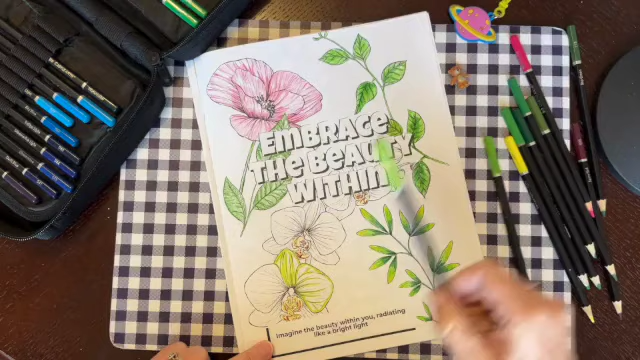 EMBRACE
THE BEAUTY
WITHIN
Imagine the beauty within you, radiating
like a bright light